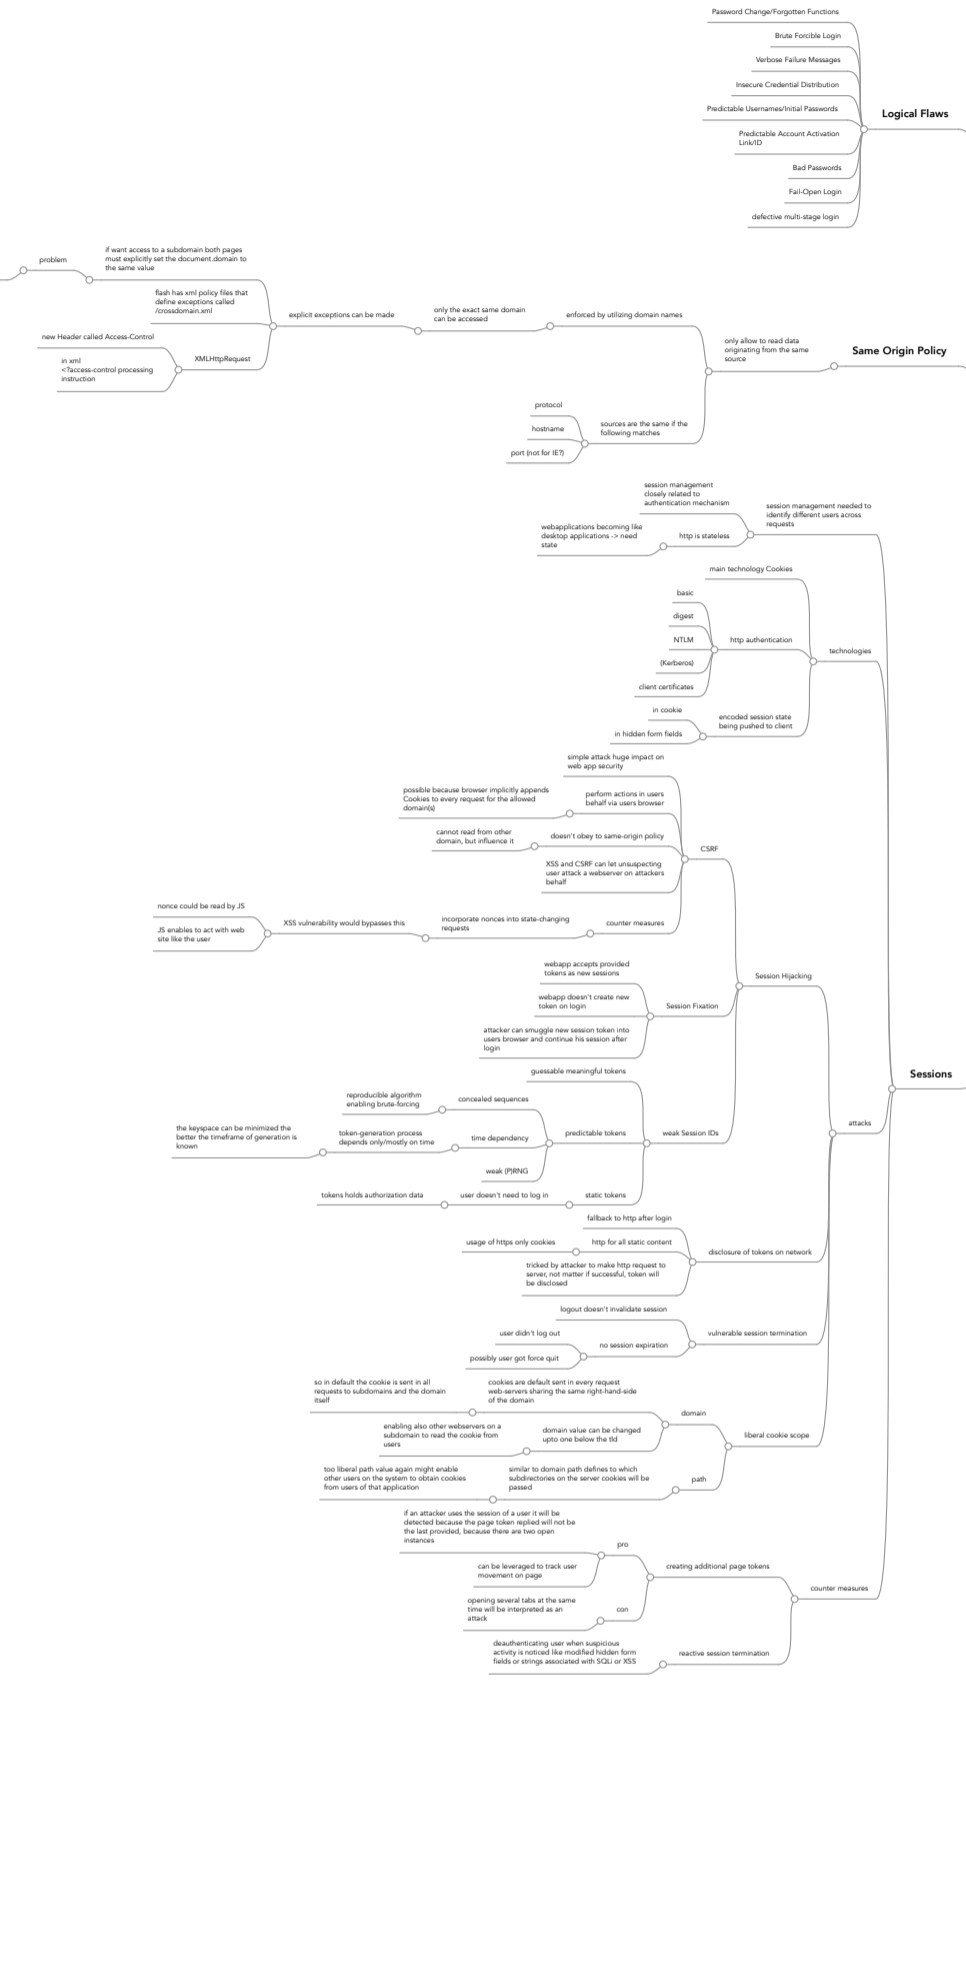 Password Change/Forgotten Functions
Brute Forcible Login
Verbose Failure Messages
Insecure Credential Distribution
Predictable Usernames/Initial Passwords
Predictable Account Activation
Link/ID
Bad Passwords
Fail-Open Login
defective multi-stage login
Logical Flaws
problem
if want access to a subdomain both pages
must explicitly set the document.domain to
the same value
flash has xml policy files that
define exceptions called
/crossdomain.xml
new Header called Access-Control
in xml
<?access-control processing
instruction
XMLHttpRequest
explicit exceptions can be made
only the exact same domain
can be accessed
enforced by utilizing domain names
protocol
hostname
port (not for IE?)
sources are the same if the
following matches
only allow to read data
originating from the same
source
Same Origin Policy
session management
closely related to
authentication mechanism
webapplications becoming like
desktop applications -> need
state
http is stateless
session management needed to
identify different users across
requests
main technology Cookies
basic
digest
NTLM
(Kerberos)
client certificates
http authentication
in cookie
in hidden form fields
encoded session state
being pushed to client
technologies
simple attack huge impact on
web app security
possible because browser implicitly appends
Cookies to every request for the allowed
domain(s)
perform actions in users
behalf via users browser
cannot read from other
domain, but influence it
doesn't obey to same-origin policy
XSS and CSRF can let unsuspecting
user attack a webserver on attackers
behalf
nonce could be read by JS
JS enables to act with web
site like the user
XSS vulnerability would bypasses this
incorporate nonces into state-changing
requests
counter measures
CSRF
webapp accepts provided
tokens as new sessions
webapp doesn't create new
token on login
attacker can smuggle new session token into
users browser and continue his session after
login
Session Fixation
Session Hijacking
guessable meaningful tokens
reproducible algorithm
enabling brute-forcing
concealed sequences
the keyspace can be minimized the
better the timeframe of generation is
known
token-generation process
depends only/mostly on time
time dependency
weak (P)RNG
predictable tokens
tokens holds authorization data
user doesn't need to log in
static tokens
weak Session IDs
Sessions
attacks
fallback to http after login
usage of https only cookies
http for all static content
tricked by attacker to make http request to
server, not matter if successful, token will
be disclosed
disclosure of tokens on network
logout doesn't invalidate session
user didn't log out
possibly user got force quit
no session expiration
vulnerable session termination
so in default the cookie is sent in all
requests to subdomains and the domain
itself
cookies are default sent in every request
web-servers sharing the same right-hand-side
of the domain
enabling also other webservers on a
subdomain to read the cookie from
users
domain value can be changed
upto one below the tld
domain
too liberal path value again might enable
other users on the system to obtain cookies
from users of that application
similar to domain path defines to which
subdirectories on the server cookies will be
passed
path
liberal cookie scope
if an attacker uses the session of a user it will be
detected because the page token replied will not be
the last provided, because there are two open
instances
can be leveraged to track user
movement on page
pro
opening several tabs at the same
time will be interpreted as an
attack
con
creating additional page tokens
deauthenticating user when suspicious
activity is noticed like modified hidden form
fields or strings associated with SQLi or XSS
reactive session termination
counter measures